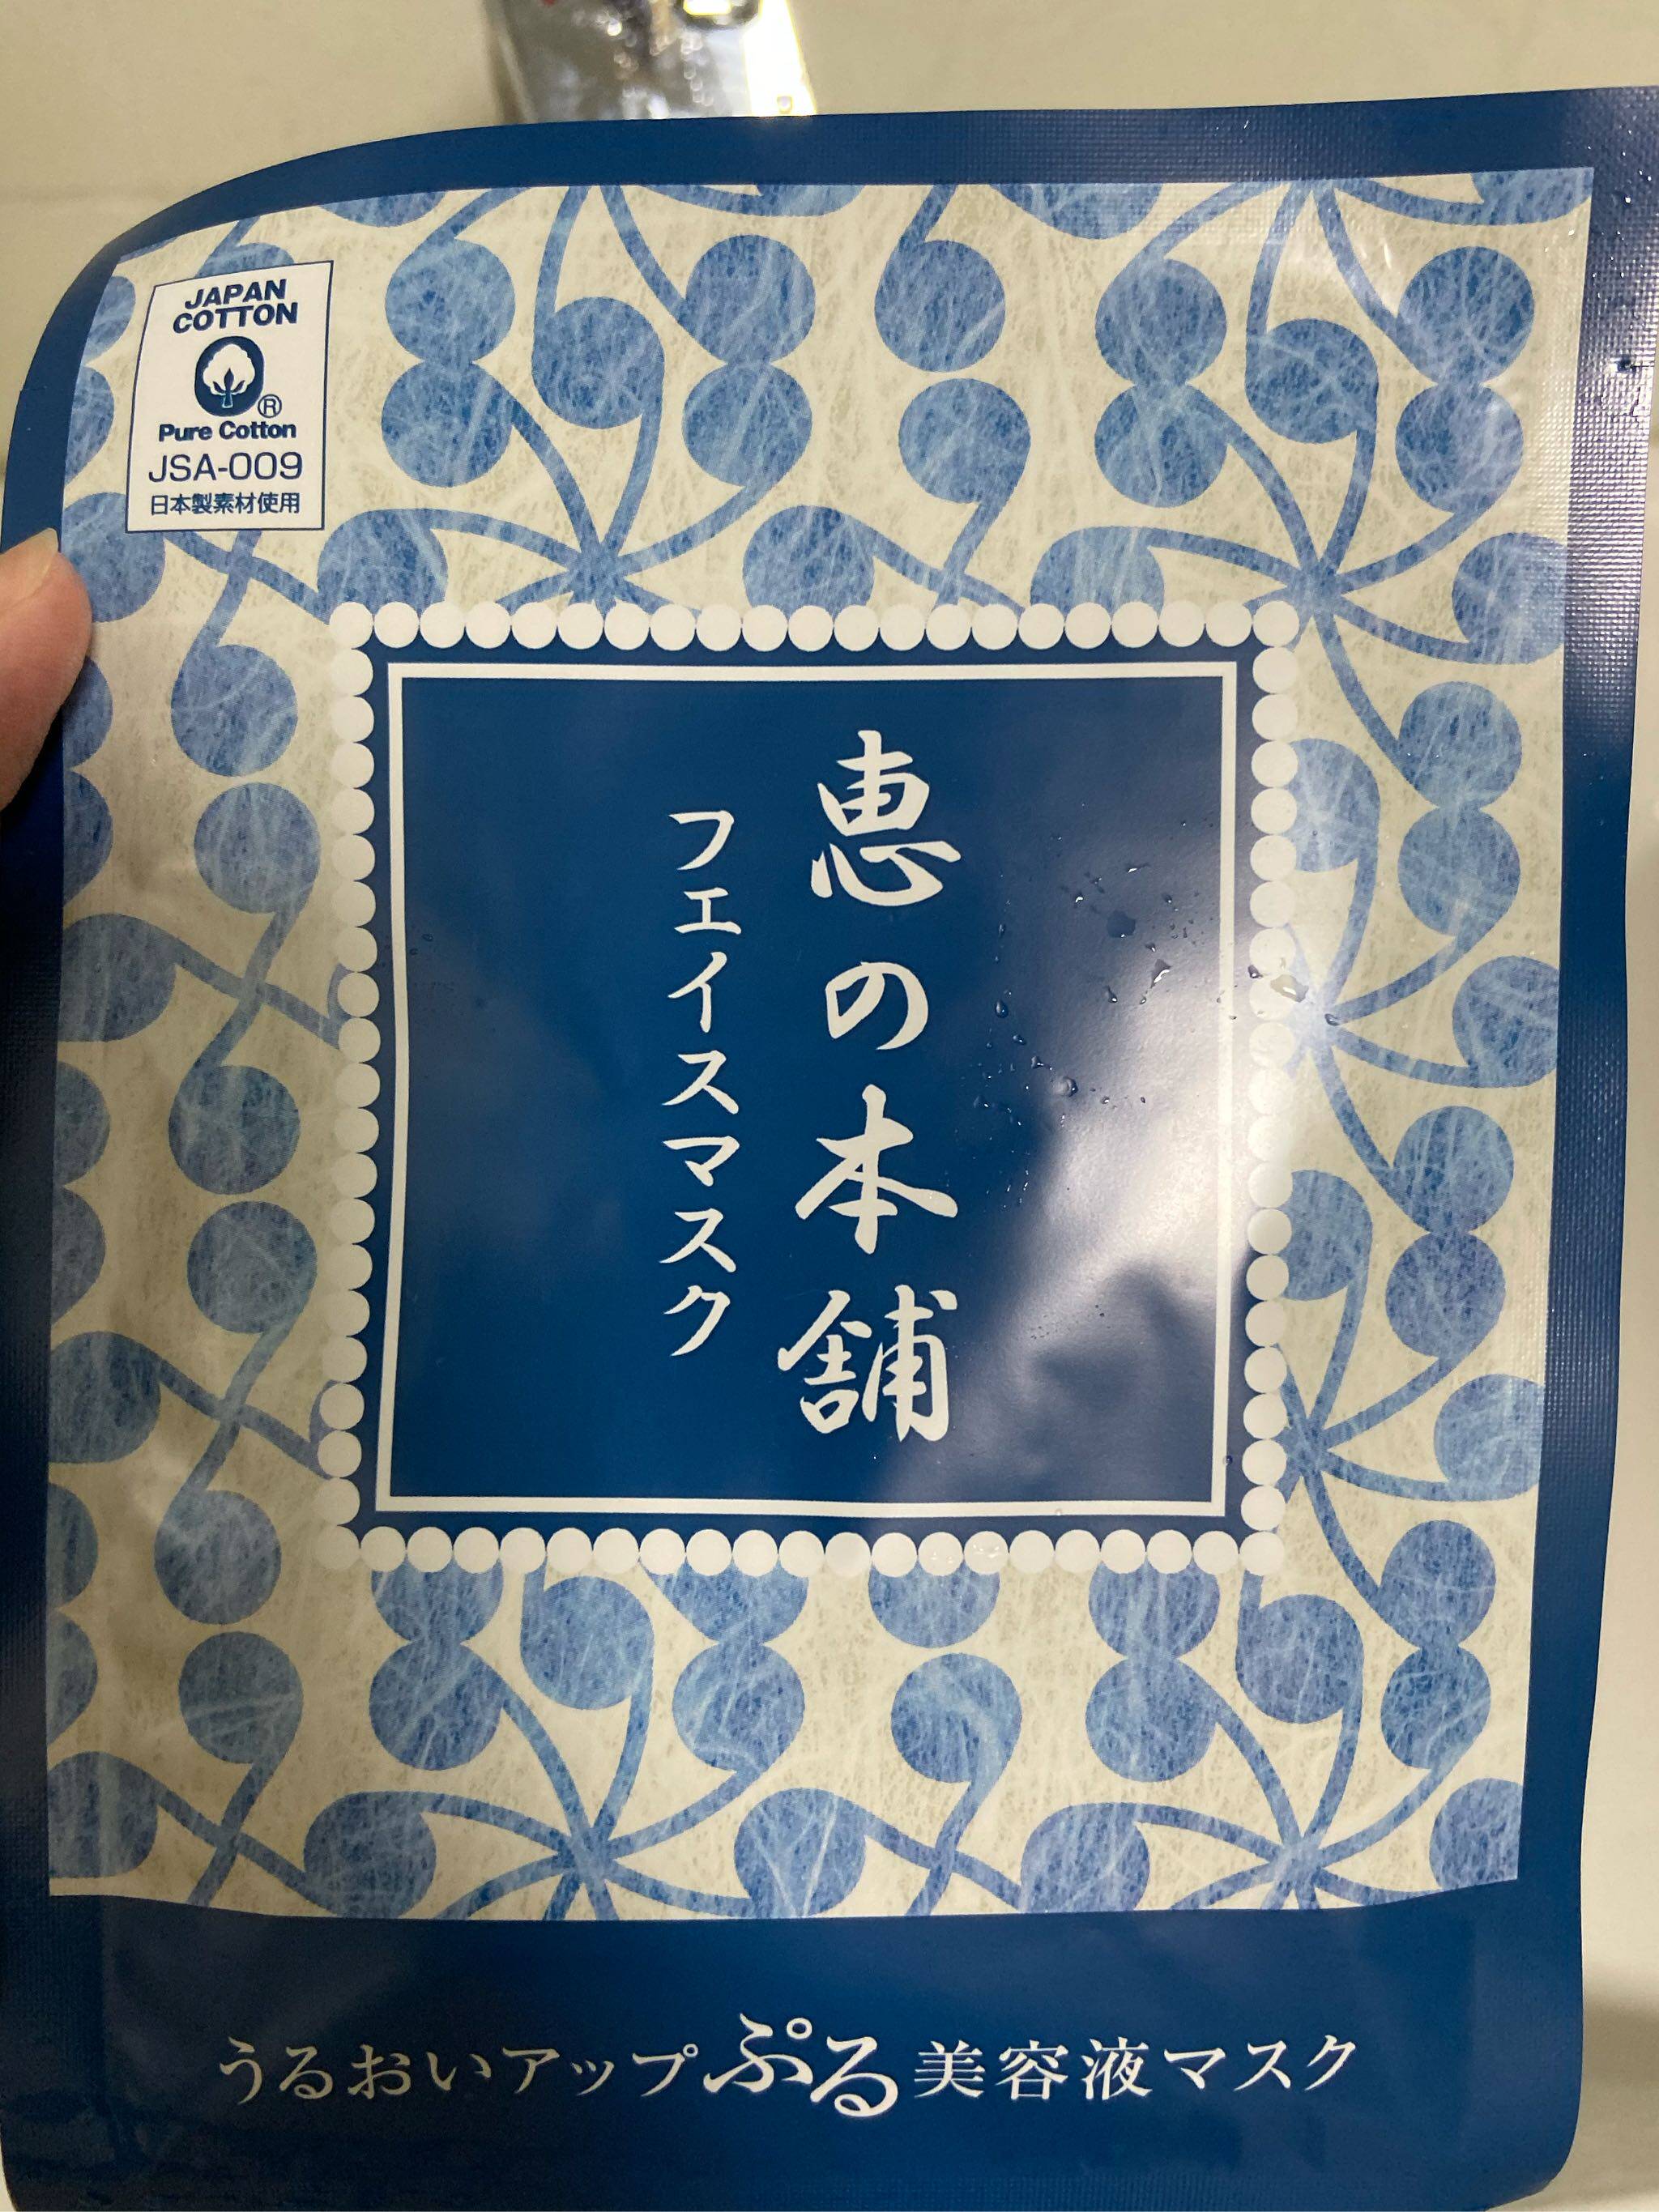 JAPAN
COTTON
®
Pure Cotton
JSA-009
日本製素材使用
恵の本舗
フェイスマスク
うるおいアップぷる美容液マスク